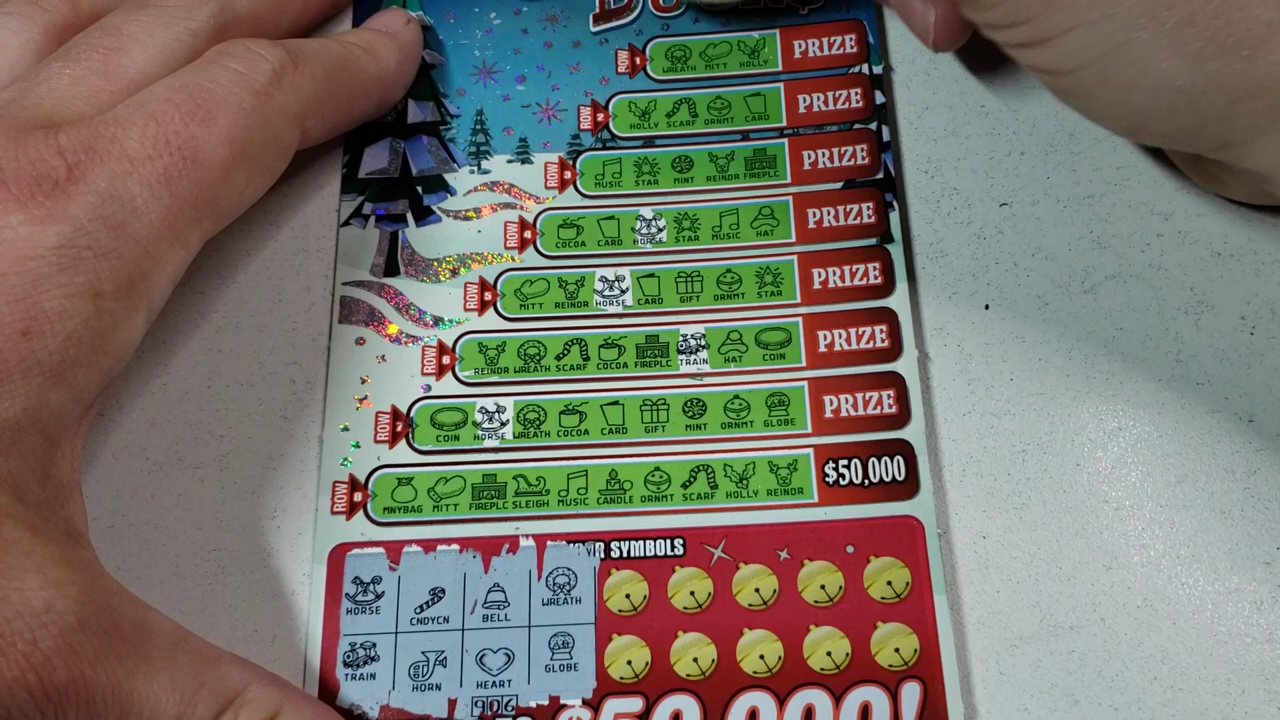 ROW 1 WREATH MITT HOLLY PRIZE
ROW 2 HOLLY SCARF ORNMT CARD PRIZE
ROW 3 MUSIC STAR MINT REINDR FIREPLC PRIZE
ROW 4 COCOA CARD HORSE STAR MUSIC HAT PRIZE
ROW 5 MITT REINDR HORSE CARD GIFT ORNMT STAR PRIZE
ROW 6 REINDR WREATH SCARF COCOA FIREPLC TRAIN HAT COIN PRIZE
ROW 7 COIN HORSE WREATH COCOA CARD GIFT MINT ORNMT GLOBE PRIZE
ROW 8 MNYBAG MITT FIREPLC SLEIGH MUSIC CANDLE ORNMT SCARF HOLLY REINDR $50,000
SYMBOLS
HORSE CNDYCN BELL WREATH
TRAIN HORN HEART GLOBE
906
$50,000!